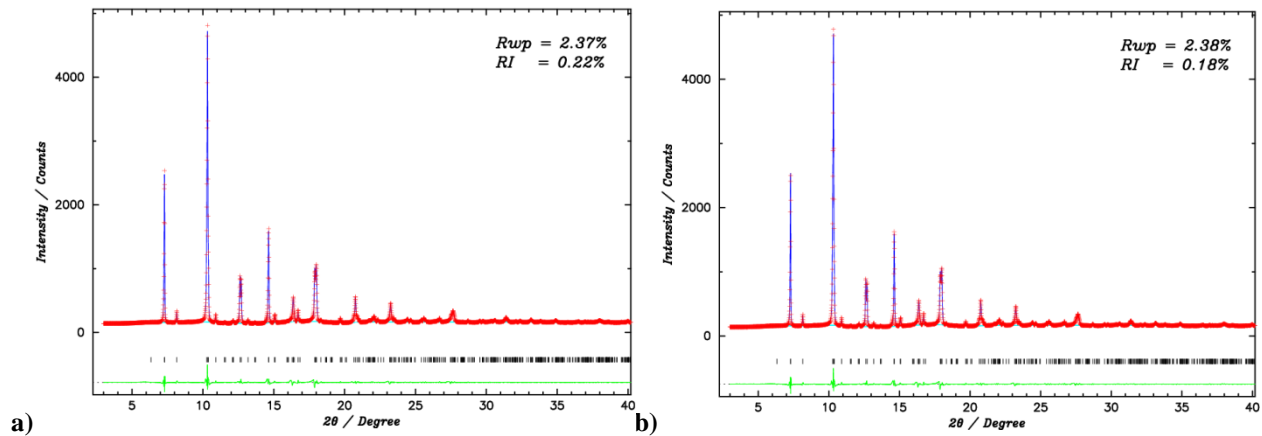 Rwp = 2.37%
RI = 0.22%
4000
2000
0
Intensity / Counts
5 10 15 20 25 30 35 40
2θ / Degree
a)
Rwp = 2.38%
RI = 0.18%
4000
2000
0
Intensity / Counts
5 10 15 20 25 30 35 40
2θ / Degree
b)